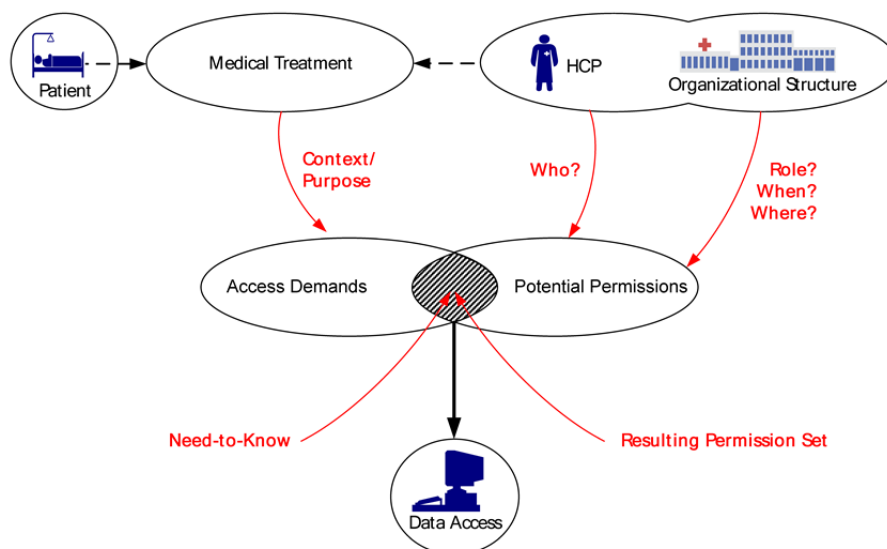 Patient
Medical Treatment
HCP
Organizational Structure
Context/
Purpose
Who?
Role?
When?
Where?
Access Demands
Potential Permissions
Need-to-Know
Resulting Permission Set
Data Access